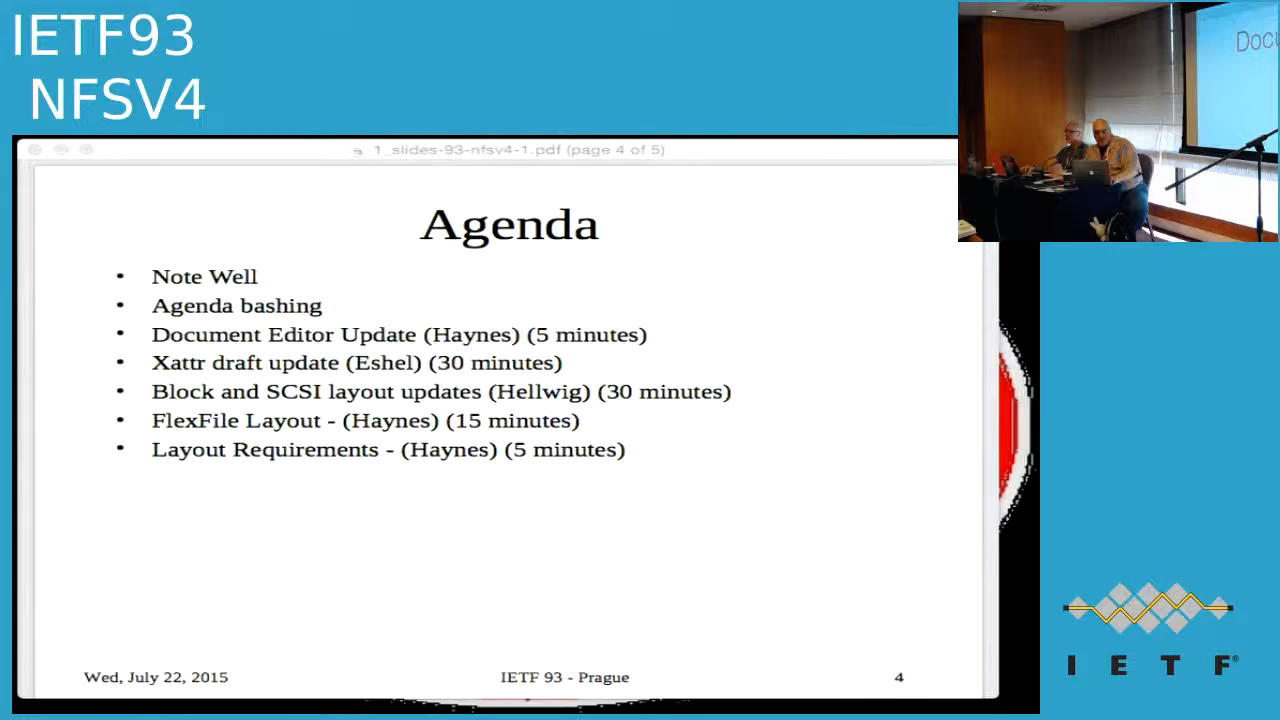 IETF93
NFSV4
1_slides-93-nfsv4-1.pdf (page 4 of 5)
Agenda
• Note Well
• Agenda bashing
• Document Editor Update (Haynes) (5 minutes)
• Xattr draft update (Eshel) (30 minutes)
• Block and SCSI layout updates (Hellwig) (30 minutes)
• FlexFile Layout - (Haynes) (15 minutes)
• Layout Requirements - (Haynes) (5 minutes)
Wed, July 22, 2015
IETF 93 - Prague
4
Docu
I E T F®